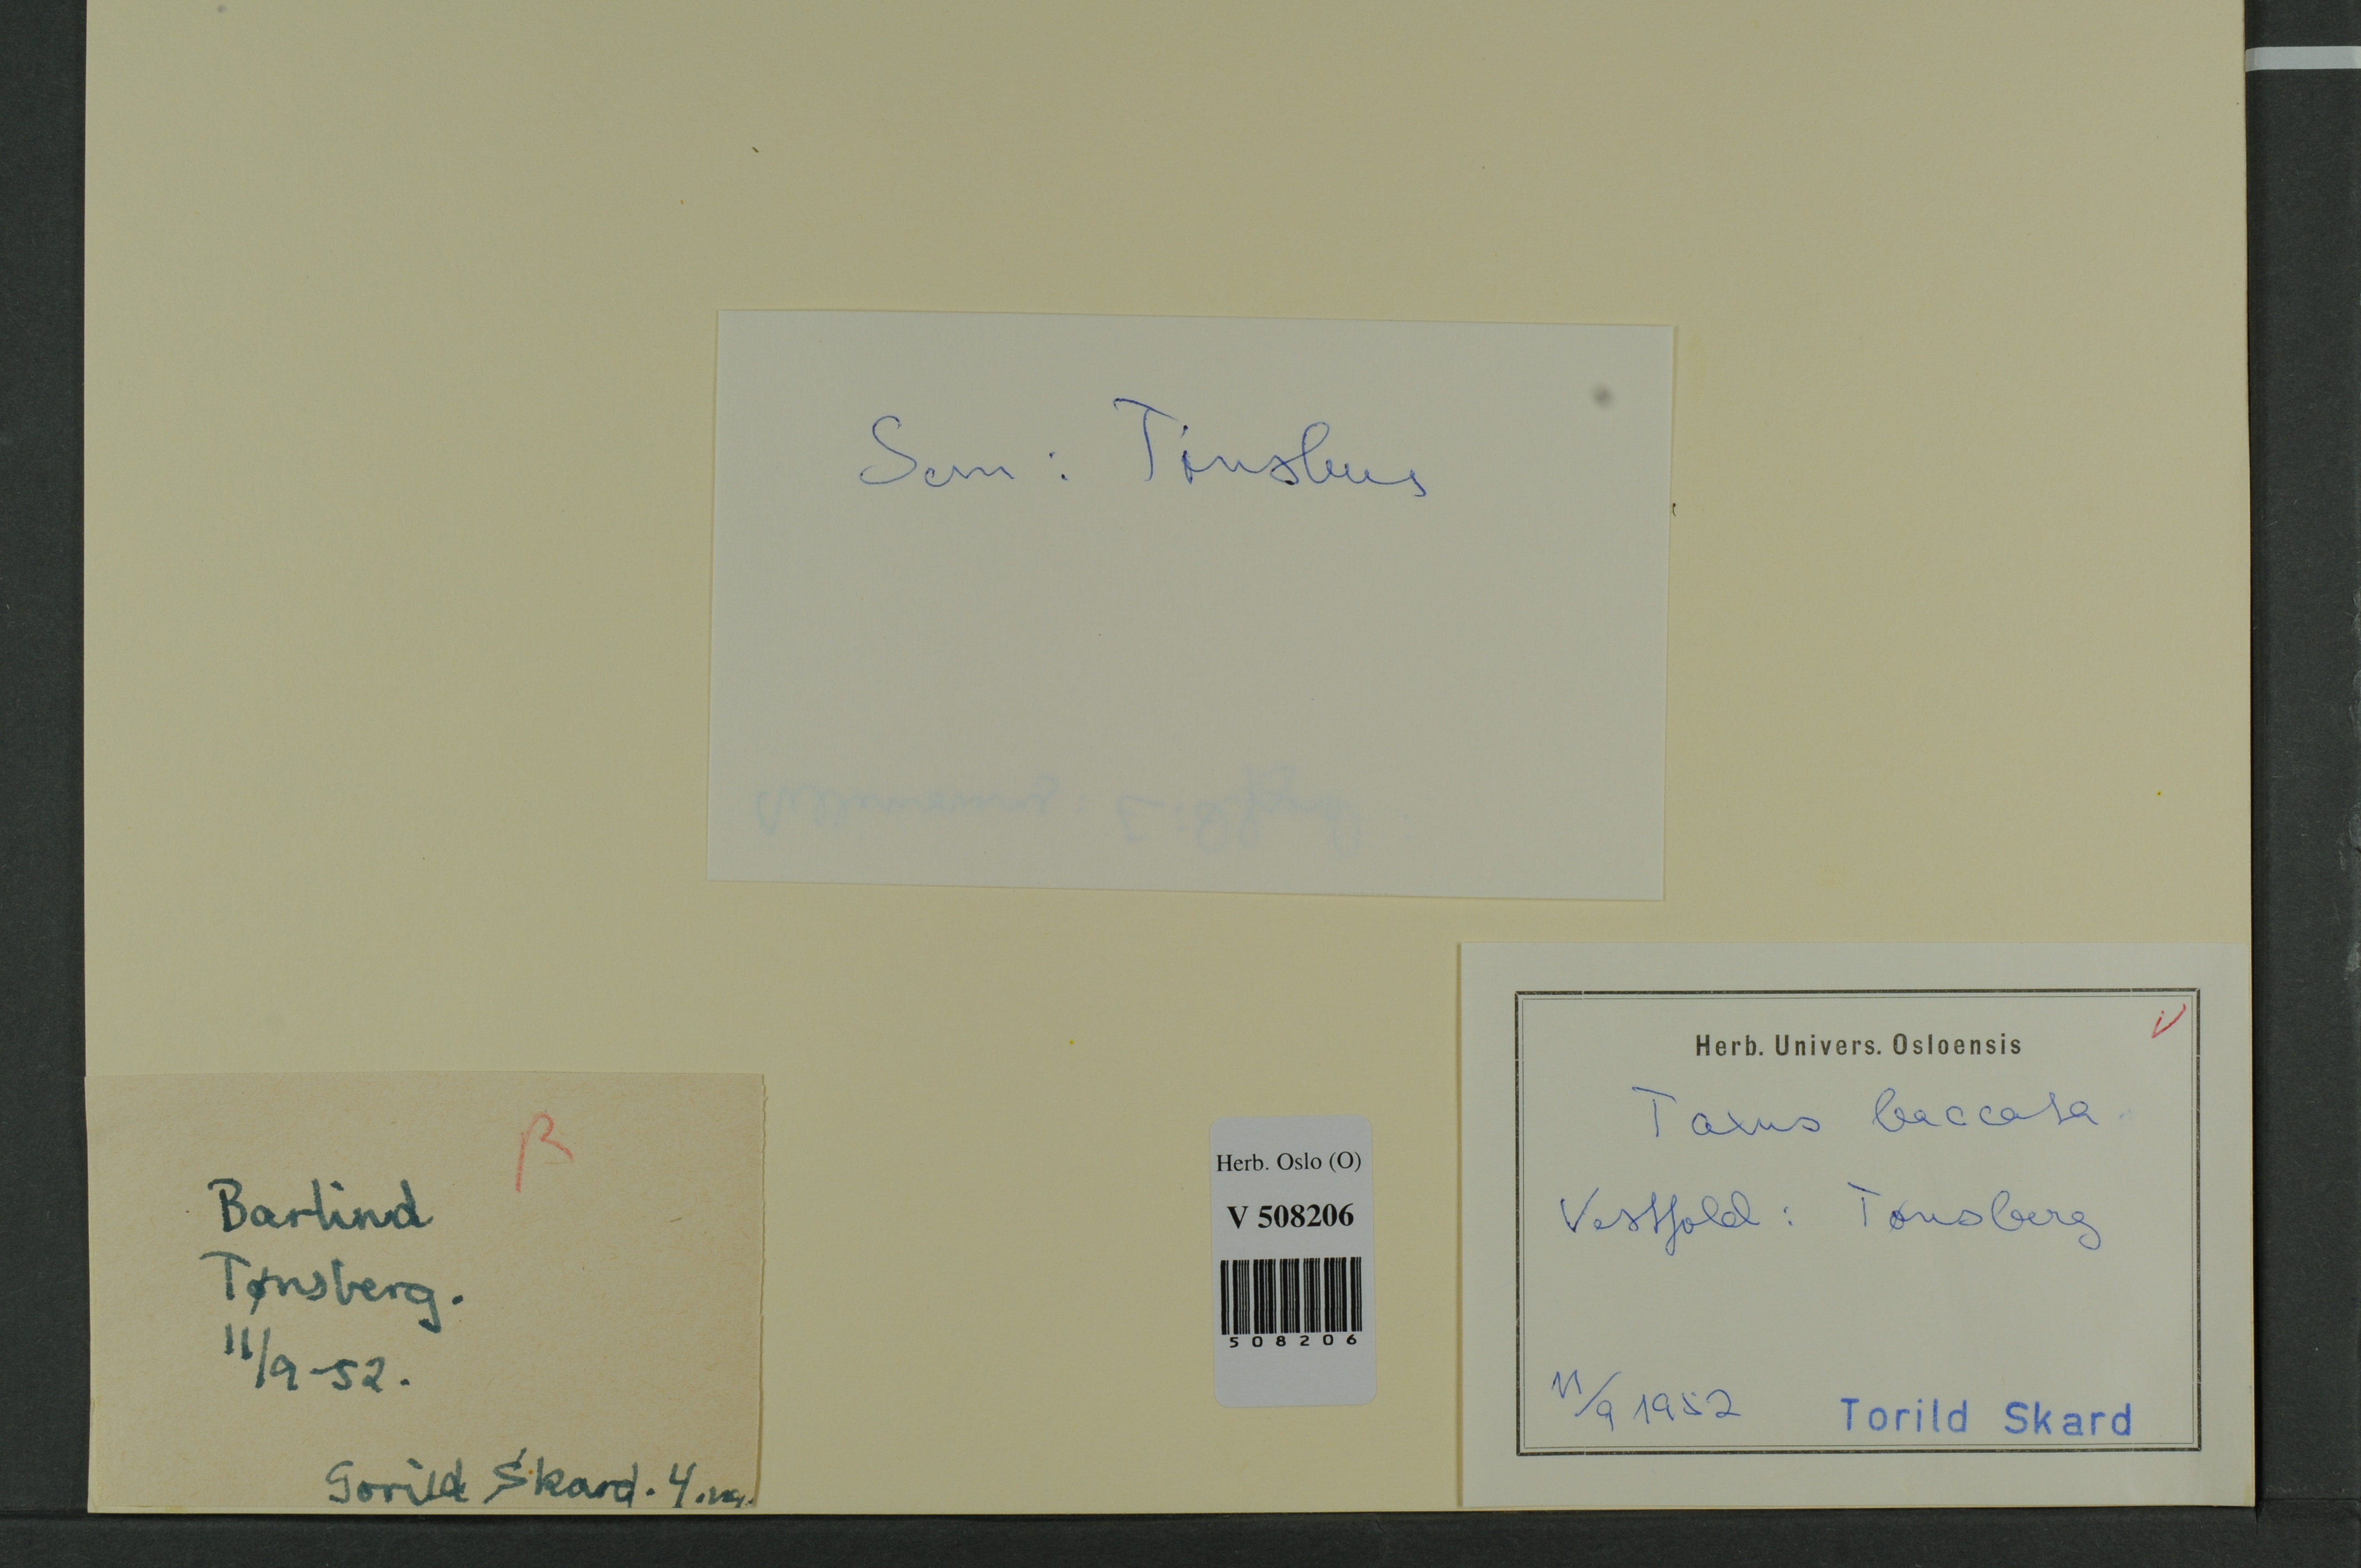 Sem: Tønsberg
Herb. Univers. Osloensis
Taxus baccata
Vestfold: Tønsberg
11/9 1952 Torild Skard
Herb. Oslo (O)
V 508206
508206
β
Barlind
Tønsberg.
11/9-52.
Torild Skard. 4.